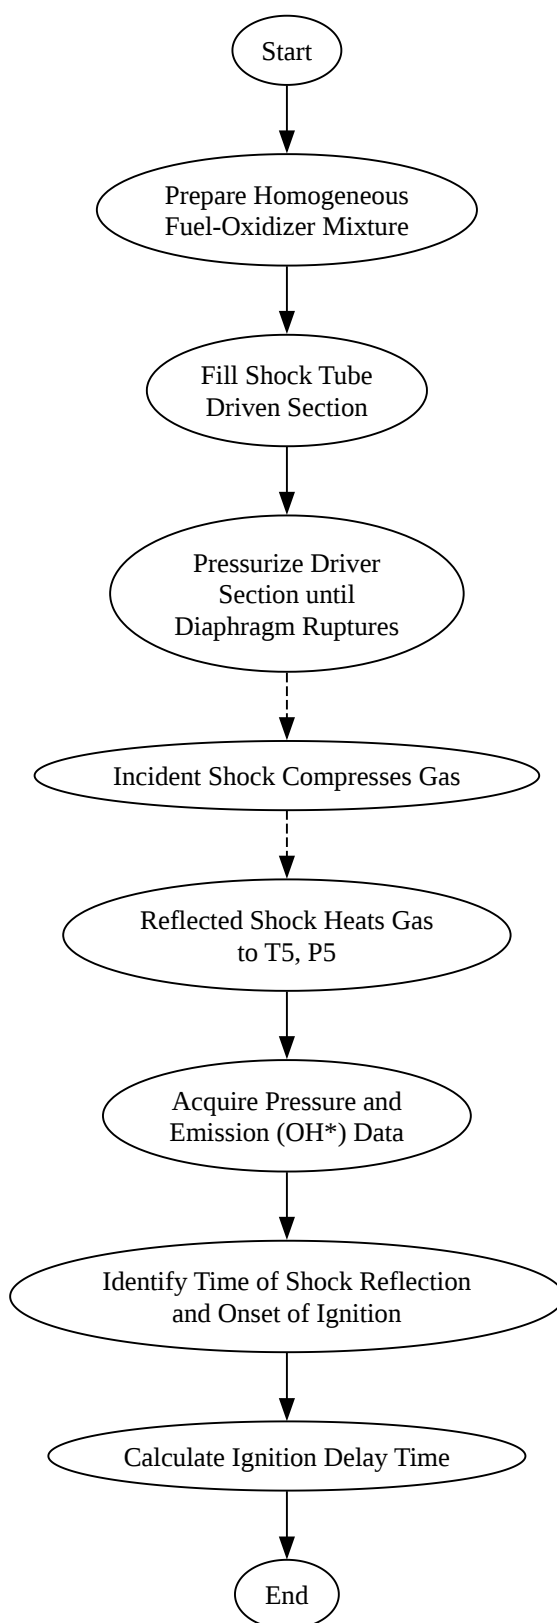 Start
Prepare Homogeneous
Fuel-Oxidizer Mixture
Fill Shock Tube
Driven Section
Pressurize Driver
Section until
Diaphragm Ruptures
Incident Shock Compresses Gas
Reflected Shock Heats Gas
to T5, P5
Acquire Pressure and
Emission (OH*) Data
Identify Time of Shock Reflection
and Onset of Ignition
Calculate Ignition Delay Time
End